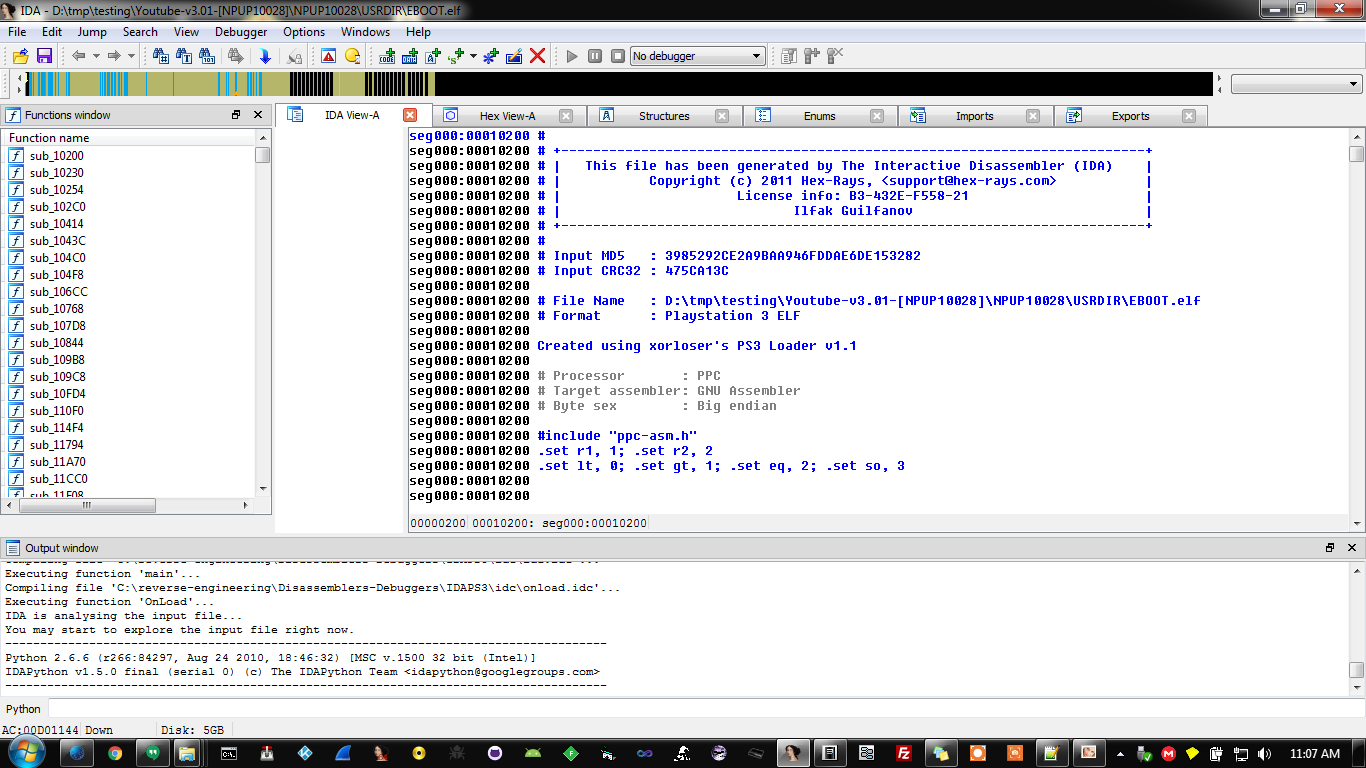 IDA - D:\tmp\testing\Youtube-v3.01-[NPUP10028]\NPUP10028\USRDIR\EBOOT.elf
File Edit Jump Search View Debugger Options Windows Help
No debugger
Functions window
IDA View-A
Hex View-A
Structures
Enums
Imports
Exports
Function name
sub_10200
sub_10230
sub_10254
sub_102C0
sub_10414
sub_1043C
sub_104C0
sub_104F8
sub_106CC
sub_10768
sub_107D8
sub_10844
sub_109B8
sub_109C8
sub_10FD4
sub_110F0
sub_114F4
sub_11794
sub_11A70
sub_11CC0
sub_11F08
seg000:00010200 #
seg000:00010200 # +-------------------------------------------------------------------------+
seg000:00010200 # | This file has been generated by The Interactive Disassembler (IDA) |
seg000:00010200 # | Copyright (c) 2011 Hex-Rays, <support@hex-rays.com> |
seg000:00010200 # | License info: B3-432E-F558-21 |
seg000:00010200 # | Ilfak Guilfanov |
seg000:00010200 # +-------------------------------------------------------------------------+
seg000:00010200 #
seg000:00010200 # Input MD5 : 3985292CE2A9BAA946FDDAE6DE153282
seg000:00010200 # Input CRC32 : 475CA13C
seg000:00010200
seg000:00010200 # File Name : D:\tmp\testing\Youtube-v3.01-[NPUP10028]\NPUP10028\USRDIR\EBOOT.elf
seg000:00010200 # Format : Playstation 3 ELF
seg000:00010200
seg000:00010200 Created using xorloser's PS3 Loader v1.1
seg000:00010200
seg000:00010200 # Processor : PPC
seg000:00010200 # Target assembler: GNU Assembler
seg000:00010200 # Byte sex : Big endian
seg000:00010200
seg000:00010200 #include "ppc-asm.h"
seg000:00010200 .set r1, 1; .set r2, 2
seg000:00010200 .set lt, 0; .set gt, 1; .set eq, 2; .set so, 3
seg000:00010200
seg000:00010200
00000200 00010200: seg000:00010200
Output window
Executing function 'main'...
Compiling file 'C:\reverse-engineering\Disassemblers-Debuggers\IDAPS3\idc\onload.idc'...
Executing function 'OnLoad'...
IDA is analysing the input file...
You may start to explore the input file right now.
---------------------------------------------------------------------------------
Python 2.6.6 (r266:84297, Aug 24 2010, 18:46:32) [MSC v.1500 32 bit (Intel)]
IDAPython v1.5.0 final (serial 0) (c) The IDAPython Team <idapython@googlegroups.com>
---------------------------------------------------------------------------------
Python
AC:00D01144 Down Disk: 5GB
11:07 AM